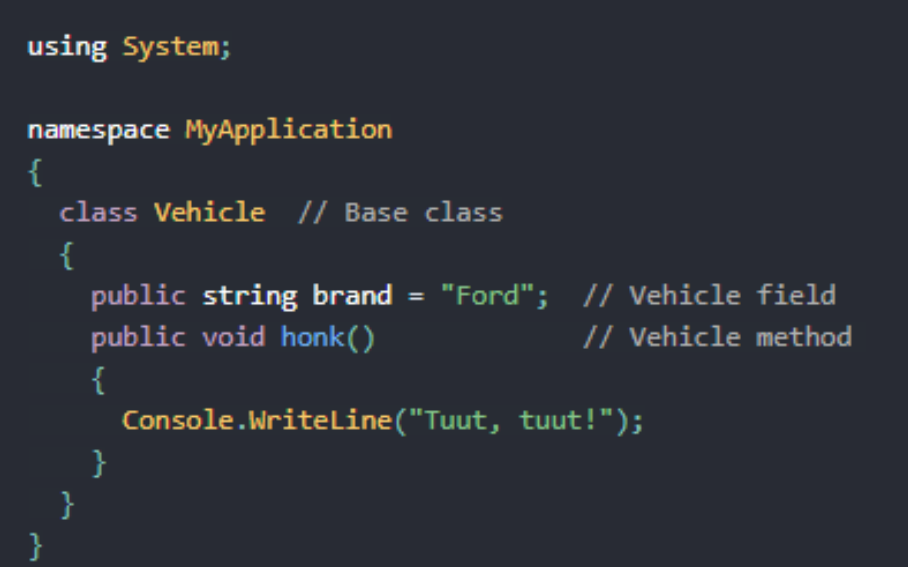 using System;

namespace MyApplication
{
  class Vehicle  // Base class
  {
    public string brand = "Ford";  // Vehicle field
    public void honk()             // Vehicle method
    {
      Console.WriteLine("Tuut, tuut!");
    }
  }
}